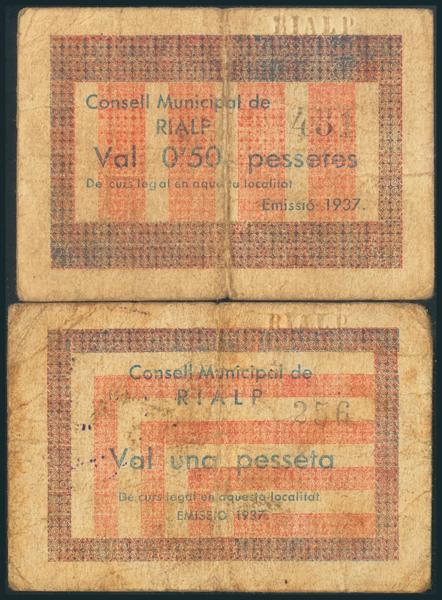 RIALP
Consell Municipal de
RIALP 431
Val 0'50 pessetes
De curs legal en aquesta localitat
Emissió 1937.
RIALP
Consell Municipal de
RIALP 256
Val una pesseta
De curs legal en aquesta localitat
EMISSIÓ 1937.